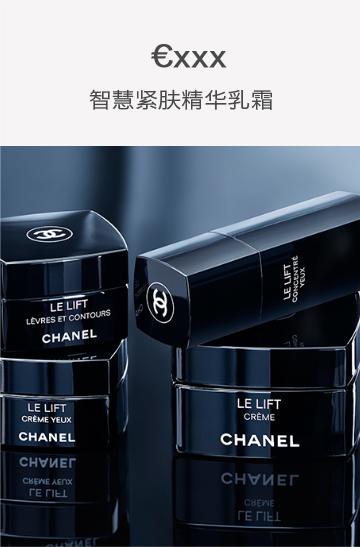 €xxx
智慧紧肤精华乳霜
LE LIFT
LÈVRES ET CONTOURS
CHANEL
LE LIFT
CONCENTRÉ
YEUX
LE LIFT
CRÈME YEUX
CHANEL
LE LIFT
CRÈME
CHANEL